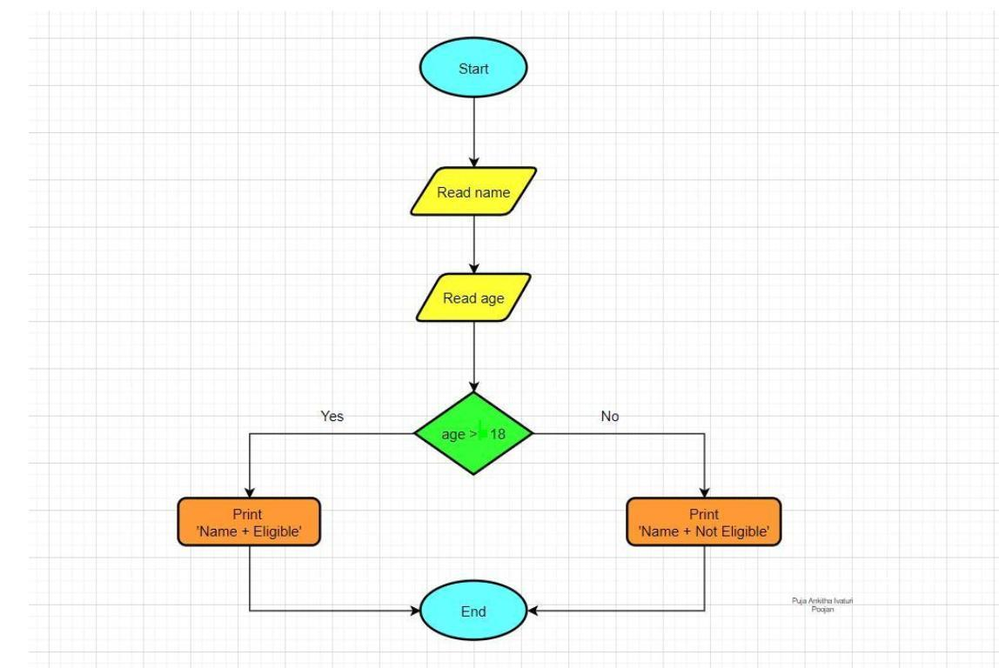 Start
Read name
Read age
Yes
age > 18
No
Print
'Name + Eligible'
Print
'Name + Not Eligible'
End
Puja Ankitha Ivaturi
Poojan